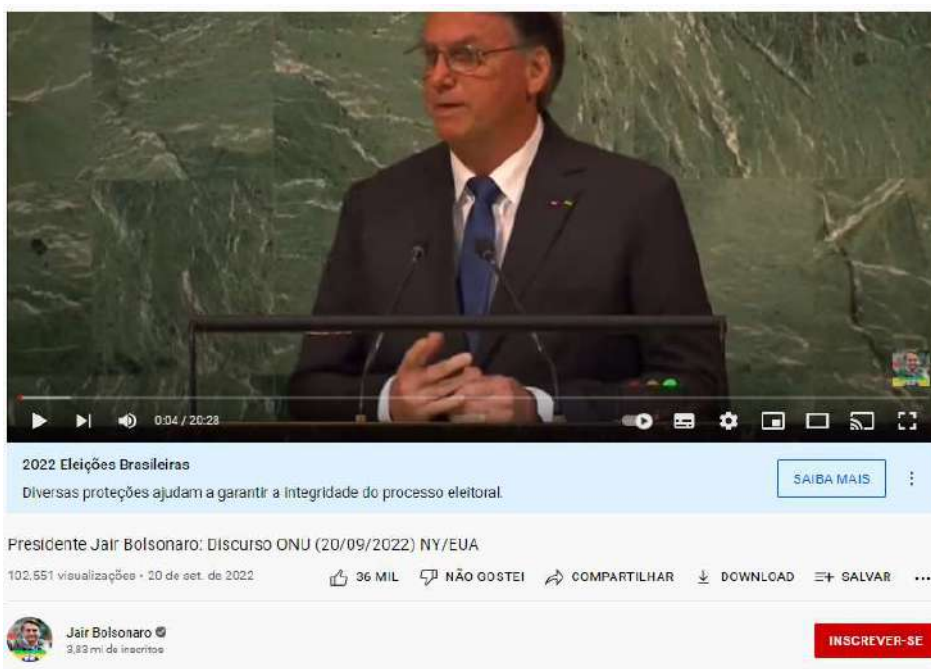 0:04 / 20:28
2022 Eleições Brasileiras
Diversas proteções ajudam a garantir a integridade do processo eleitoral.
SAIBA MAIS
Presidente Jair Bolsonaro: Discurso ONU (20/09/2022) NY/EUA
102.551 visualizações • 20 de set. de 2022
36 MIL
NÃO GOSTEI
COMPARTILHAR
DOWNLOAD
SALVAR
Jair Bolsonaro
3,83 mi de inscritos
INSCREVER-SE